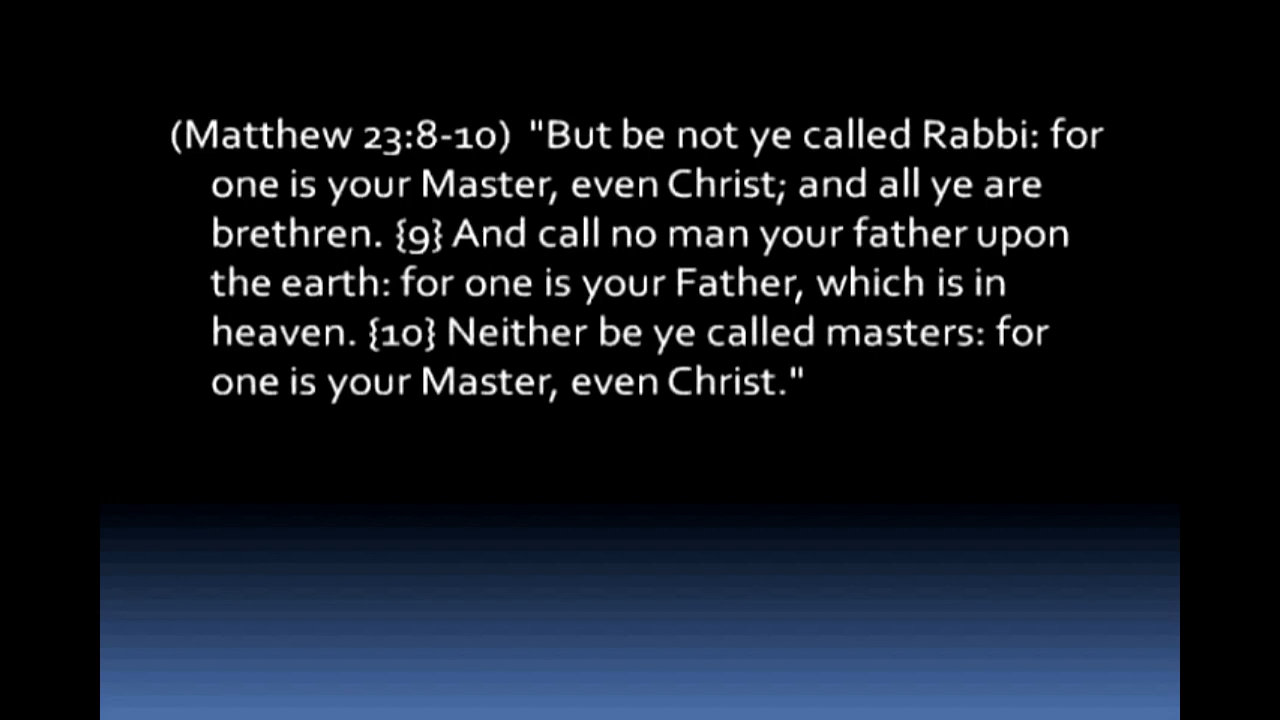 (Matthew 23:8-10)  "But be not ye called Rabbi: for
one is your Master, even Christ; and all ye are
brethren. {9} And call no man your father upon
the earth: for one is your Father, which is in
heaven. {10} Neither be ye called masters: for
one is your Master, even Christ."